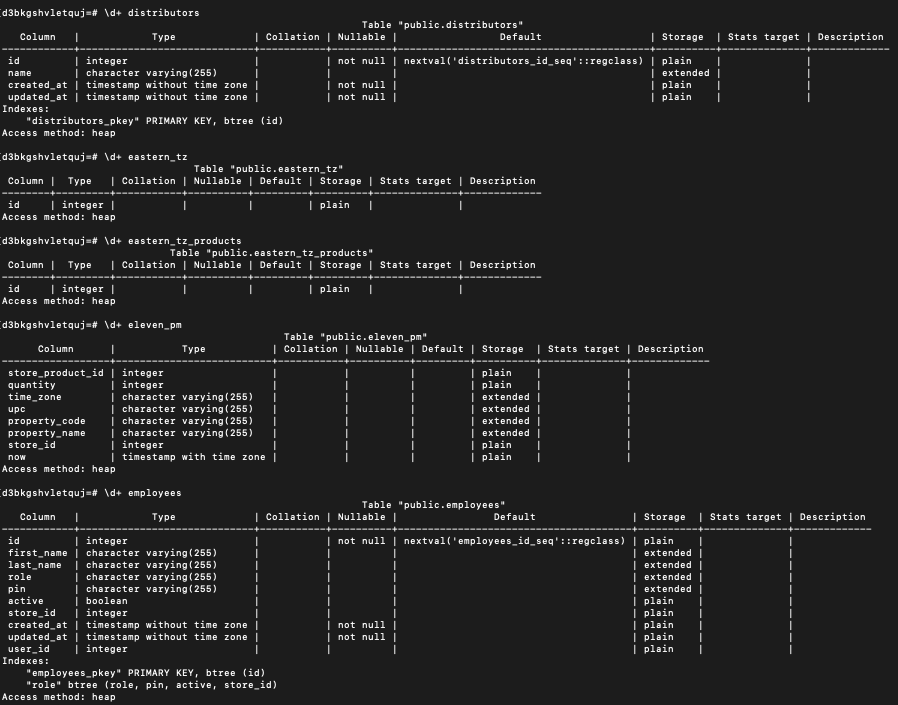 [d3bkgshvletquj=# \d+ distributors
                                                            Table "public.distributors"
   Column   |            Type             | Collation | Nullable |                 Default                  | Storage  | Stats target | Description
------------+-----------------------------+-----------+----------+------------------------------------------+----------+--------------+-------------
 id         | integer                     |           | not null | nextval('distributors_id_seq'::regclass) | plain    |              |
 name       | character varying(255)      |           |          |                                          | extended |              |
 created_at | timestamp without time zone |           | not null |                                          | plain    |              |
 updated_at | timestamp without time zone |           | not null |                                          | plain    |              |
Indexes:
    "distributors_pkey" PRIMARY KEY, btree (id)
Access method: heap

[d3bkgshvletquj=# \d+ eastern_tz
                                Table "public.eastern_tz"
 Column |  Type   | Collation | Nullable | Default | Storage | Stats target | Description
--------+---------+-----------+----------+---------+---------+--------------+-------------
 id     | integer |           |          |         | plain   |              |
Access method: heap

[d3bkgshvletquj=# \d+ eastern_tz_products
                            Table "public.eastern_tz_products"
 Column |  Type   | Collation | Nullable | Default | Storage | Stats target | Description
--------+---------+-----------+----------+---------+---------+--------------+-------------
 id     | integer |           |          |         | plain   |              |
Access method: heap

[d3bkgshvletquj=# \d+ eleven_pm
                                               Table "public.eleven_pm"
      Column      |           Type           | Collation | Nullable | Default | Storage  | Stats target | Description
------------------+--------------------------+-----------+----------+---------+----------+--------------+-------------
 store_product_id | integer                  |           |          |         | plain    |              |
 quantity         | integer                  |           |          |         | plain    |              |
 time_zone        | character varying(255)   |           |          |         | extended |              |
 upc              | character varying(255)   |           |          |         | extended |              |
 property_code    | character varying(255)   |           |          |         | extended |              |
 property_name    | character varying(255)   |           |          |         | extended |              |
 store_id         | integer                  |           |          |         | plain    |              |
 now              | timestamp with time zone |           |          |         | plain    |              |
Access method: heap

[d3bkgshvletquj=# \d+ employees
                                                            Table "public.employees"
   Column   |            Type             | Collation | Nullable |                Default                | Storage  | Stats target | Description
------------+-----------------------------+-----------+----------+---------------------------------------+----------+--------------+-------------
 id         | integer                     |           | not null | nextval('employees_id_seq'::regclass) | plain    |              |
 first_name | character varying(255)      |           |          |                                       | extended |              |
 last_name  | character varying(255)      |           |          |                                       | extended |              |
 role       | character varying(255)      |           |          |                                       | extended |              |
 pin        | character varying(255)      |           |          |                                       | extended |              |
 active     | boolean                     |           |          |                                       | plain    |              |
 store_id   | integer                     |           |          |                                       | plain    |              |
 created_at | timestamp without time zone |           | not null |                                       | plain    |              |
 updated_at | timestamp without time zone |           | not null |                                       | plain    |              |
 user_id    | integer                     |           |          |                                       | plain    |              |
Indexes:
    "employees_pkey" PRIMARY KEY, btree (id)
    "role" btree (role, pin, active, store_id)
Access method: heap